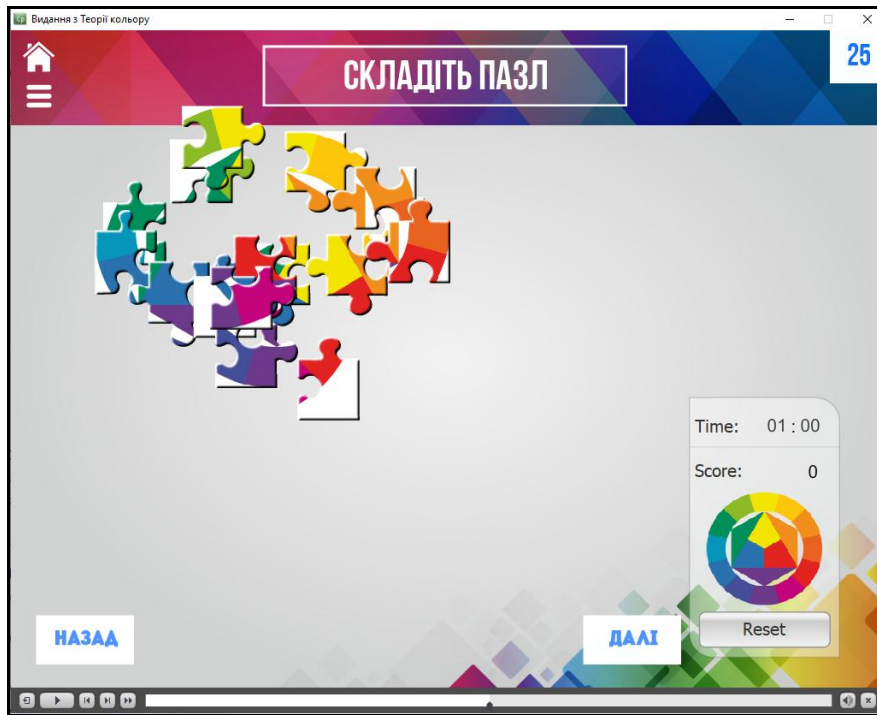 Видання з Теорії кольору
СКЛАДІТЬ ПАЗЛ
25
Time: 01 : 00
Score: 0
Reset
НАЗАД
ДАЛІ